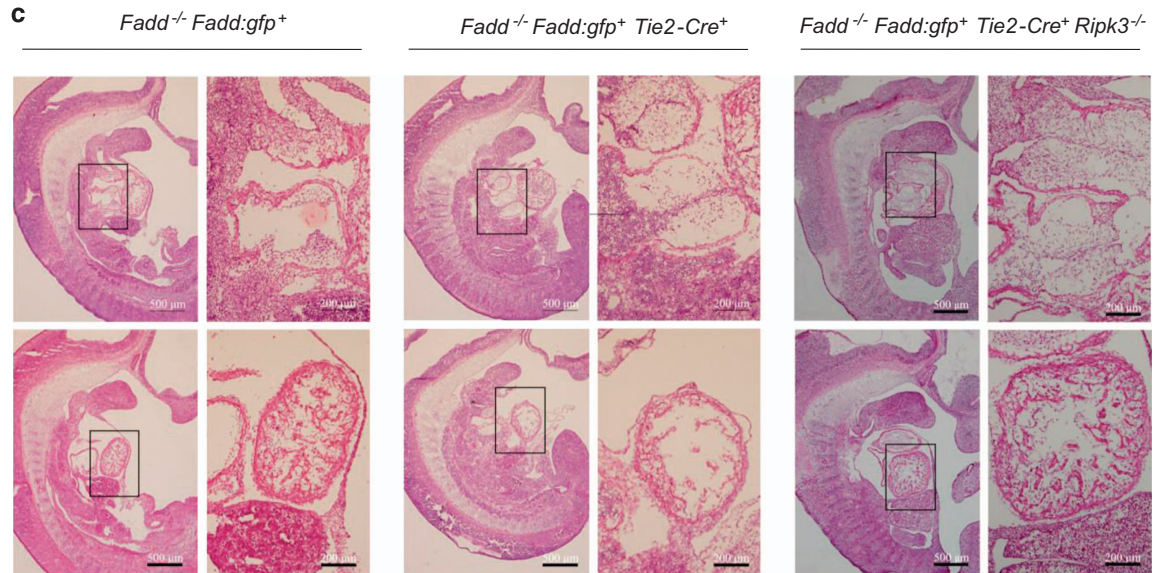 c
Fadd⁻/⁻ Fadd:gfp⁺
Fadd⁻/⁻ Fadd:gfp⁺ Tie2-Cre⁺
Fadd⁻/⁻ Fadd:gfp⁺ Tie2-Cre⁺ Ripk3⁻/⁻
500 µm
200 µm
500 µm
200 µm
500 µm
200 µm
500 µm
200 µm
500 µm
200 µm
500 µm
200 µm